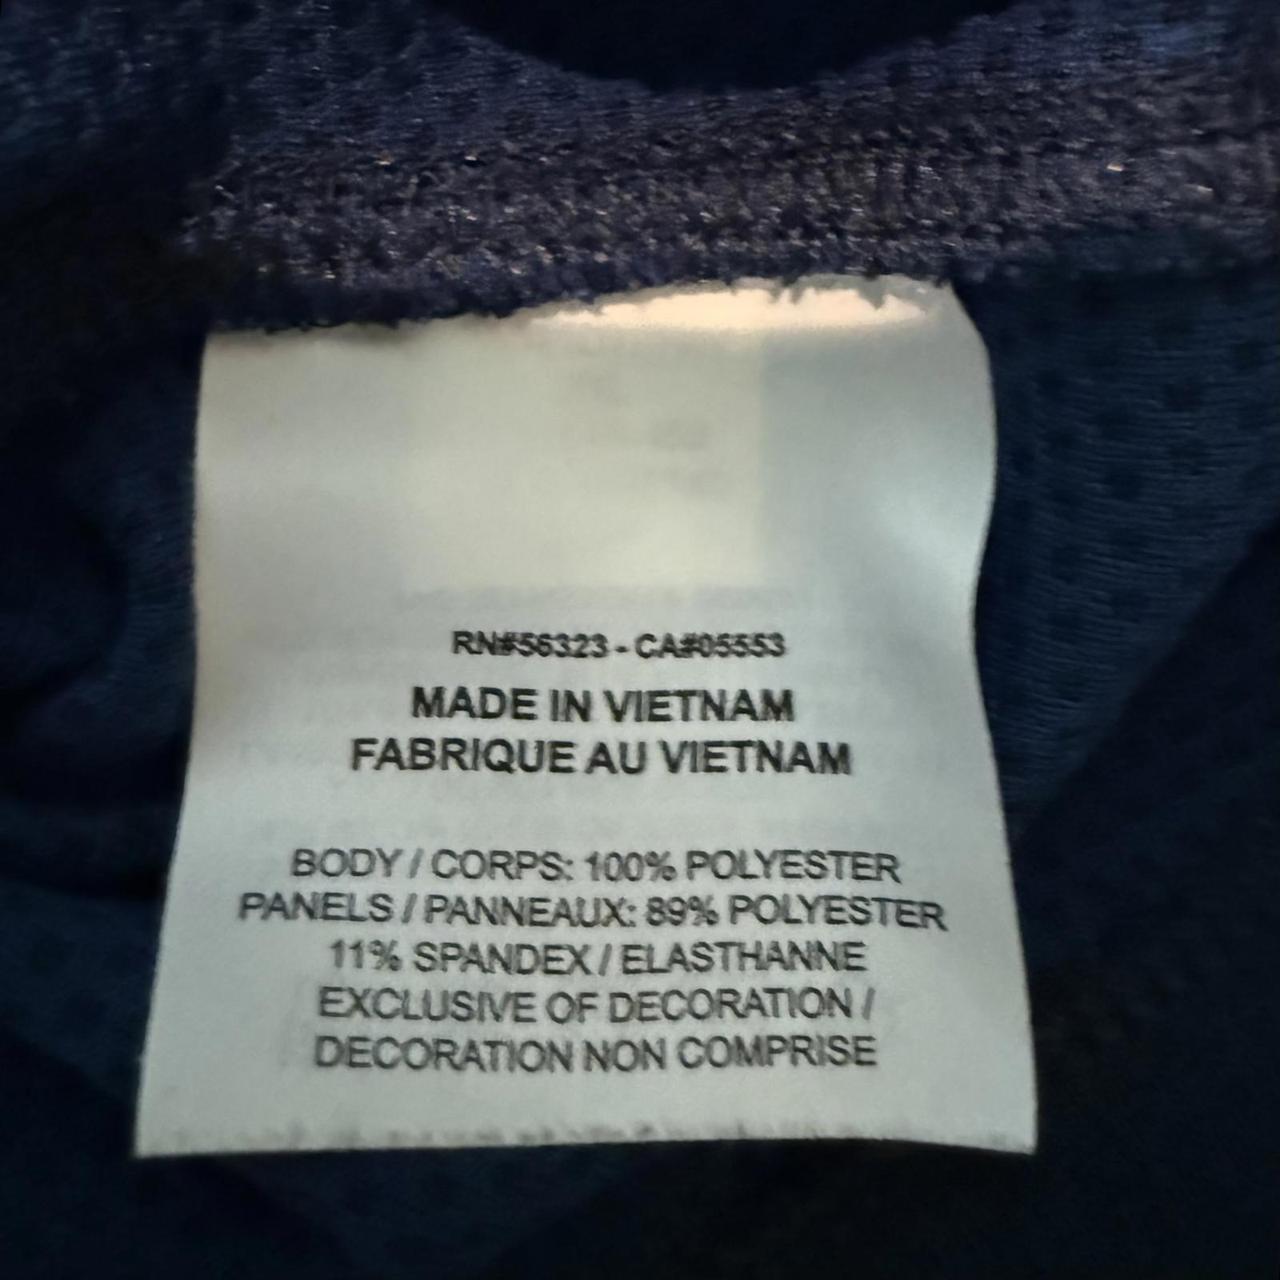 RN#56323 - CA#05553
MADE IN VIETNAM
FABRIQUE AU VIETNAM
BODY / CORPS: 100% POLYESTER
PANELS / PANNEAUX: 89% POLYESTER
11% SPANDEX / ELASTHANNE
EXCLUSIVE OF DECORATION /
DECORATION NON COMPRISE